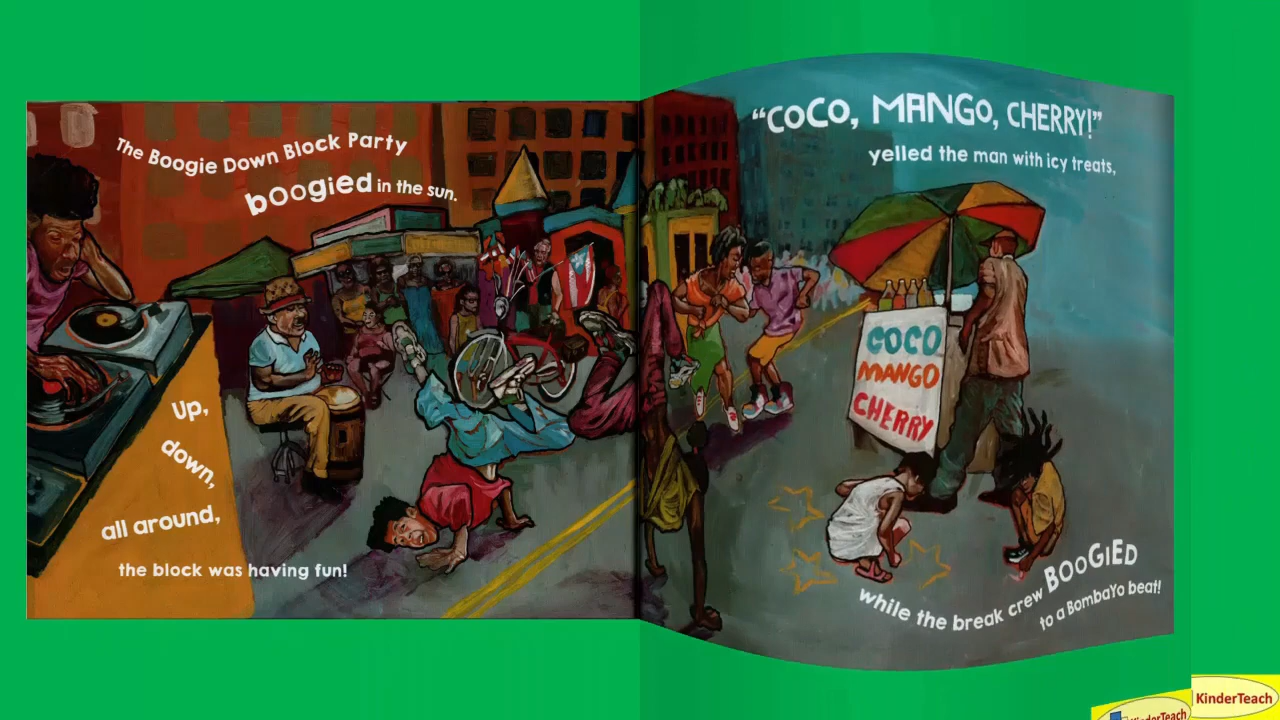 The Boogie Down Block Party
boogied in the sun.
Up,
down,
all around,
the block was having fun!
“COCO, MANGO, CHERRY!”
yelled the man with icy treats,
COCO
MANGO
CHERRY
while the break crew BOOGIED
to a BombaYo beat!
KinderTeach
KinderTeach